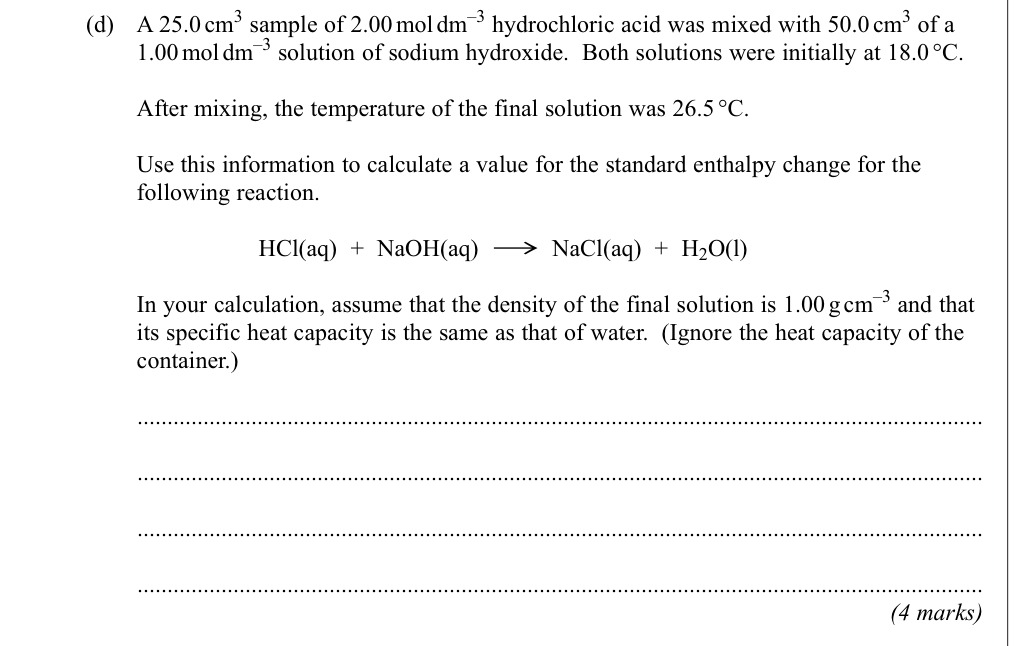 (d) A 25.0 cm³ sample of 2.00 mol dm⁻³ hydrochloric acid was mixed with 50.0 cm³ of a
1.00 mol dm⁻³ solution of sodium hydroxide. Both solutions were initially at 18.0 °C.
After mixing, the temperature of the final solution was 26.5 °C.
Use this information to calculate a value for the standard enthalpy change for the
following reaction.
HCl(aq) + NaOH(aq) ⟶ NaCl(aq) + H₂O(l)
In your calculation, assume that the density of the final solution is 1.00 g cm⁻³ and that
its specific heat capacity is the same as that of water. (Ignore the heat capacity of the
container.)
(4 marks)